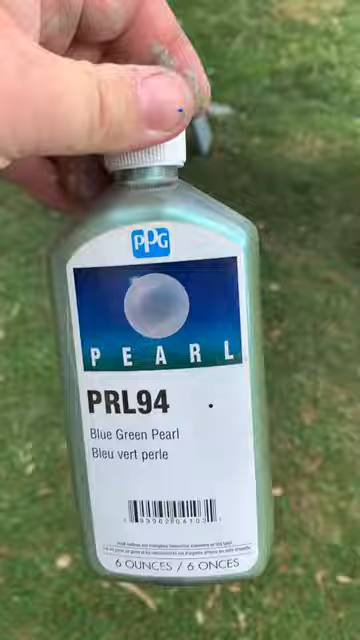 PPG
PEARL
PRL94
Blue Green Pearl
Bleu vert perle
6 OUNCES / 6 ONCES